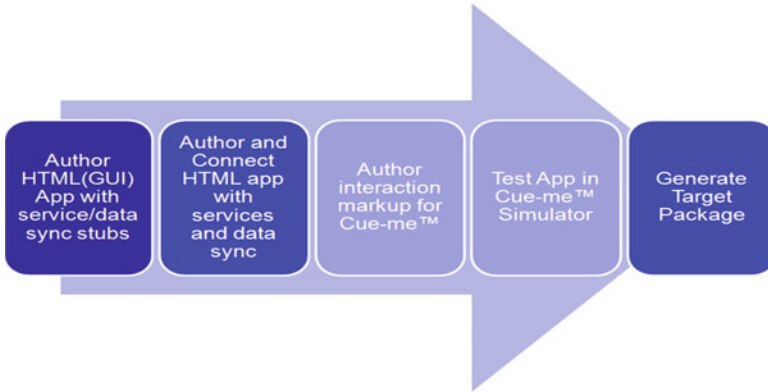 Author
HTML(GUI)
App with
service/data
sync stubs
Author and
Connect
HTML app
with
services
and data
sync
Author
interaction
markup for
Cue-me™
Test App in
Cue-me™
Simulator
Generate
Target
Package